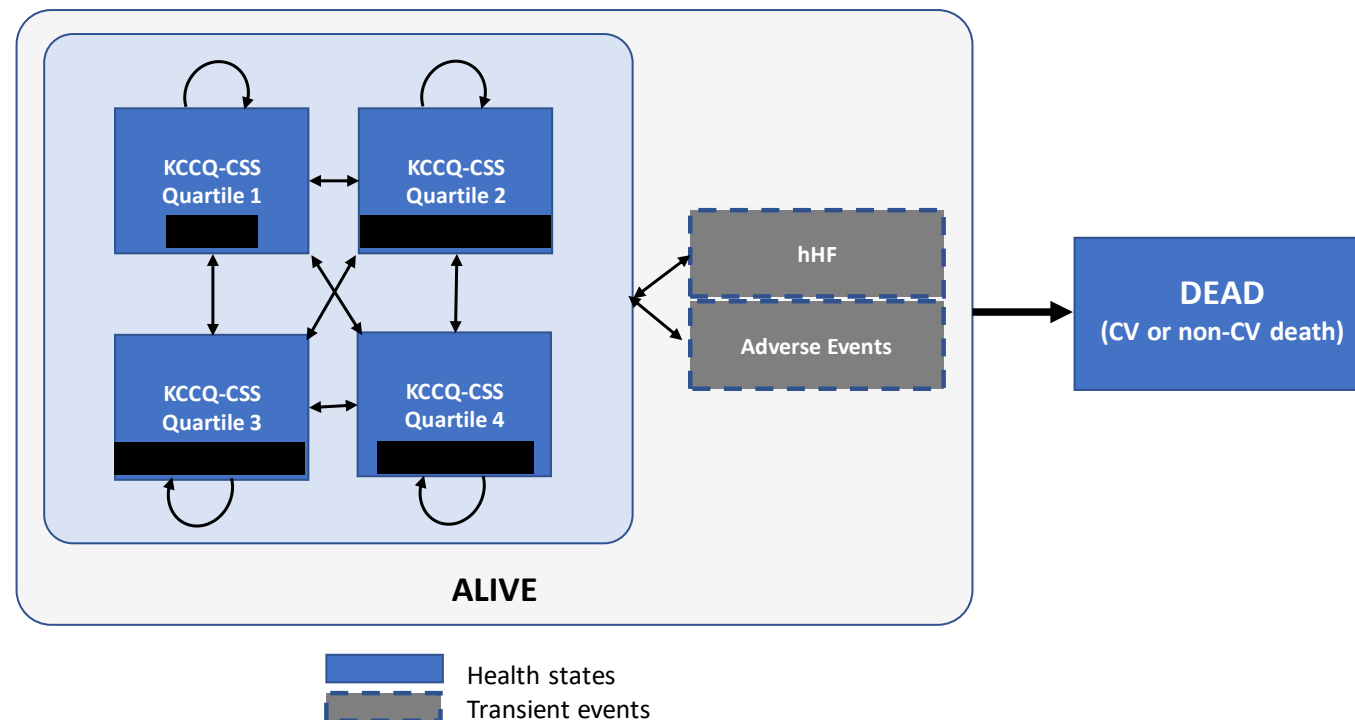 KCCQ-CSS
Quartile 1
KCCQ-CSS
Quartile 2
KCCQ-CSS
Quartile 3
KCCQ-CSS
Quartile 4
hHF
Adverse Events
DEAD
(CV or non-CV death)
ALIVE
Health states
Transient events